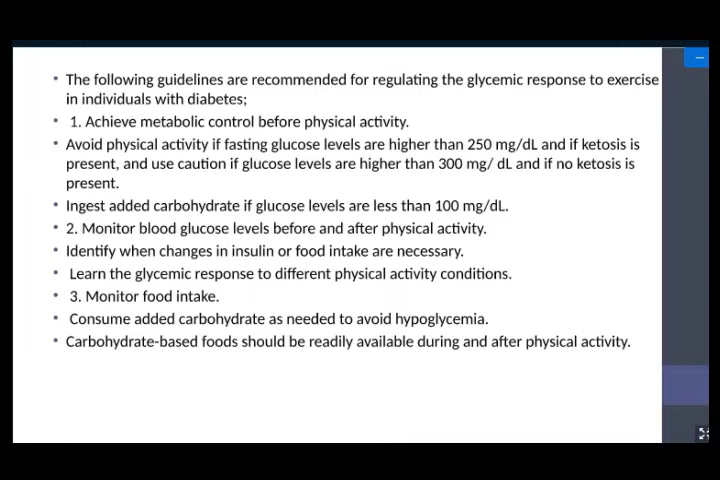 • The following guidelines are recommended for regulating the glycemic response to exercise
in individuals with diabetes;
• 1. Achieve metabolic control before physical activity.
• Avoid physical activity if fasting glucose levels are higher than 250 mg/dL and if ketosis is
present, and use caution if glucose levels are higher than 300 mg/ dL and if no ketosis is
present.
• Ingest added carbohydrate if glucose levels are less than 100 mg/dL.
• 2. Monitor blood glucose levels before and after physical activity.
• Identify when changes in insulin or food intake are necessary.
• Learn the glycemic response to different physical activity conditions.
• 3. Monitor food intake.
• Consume added carbohydrate as needed to avoid hypoglycemia.
• Carbohydrate-based foods should be readily available during and after physical activity.